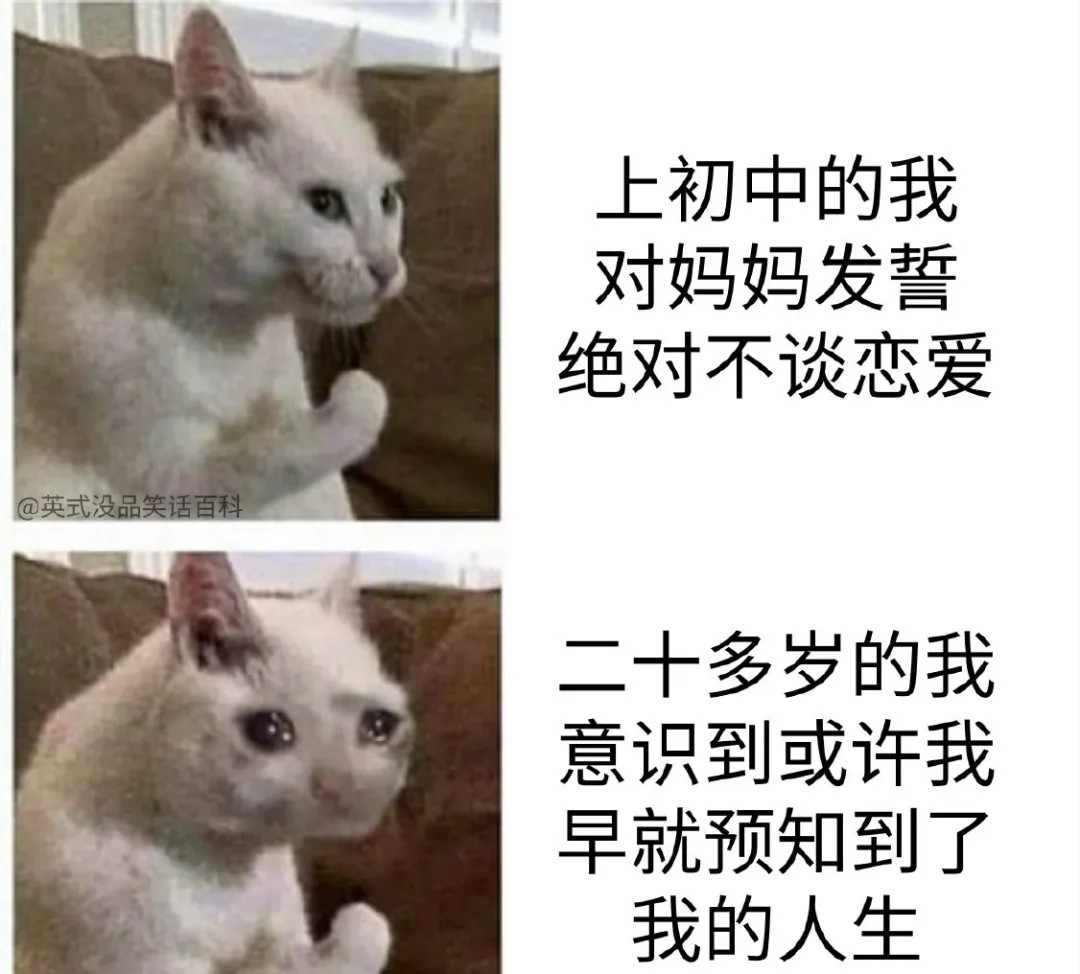 上初中的我
对妈妈发誓
绝对不谈恋爱
@英式没品笑话百科
二十多岁的我
意识到或许我
早就预知到了
我的人生